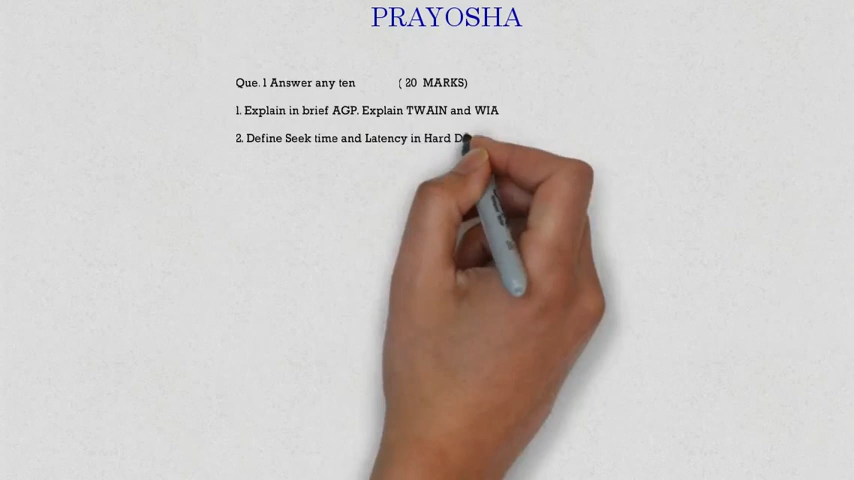 PRAYOSHA
Que. 1 Answer any ten ( 20 MARKS)
1. Explain in brief AGP. Explain TWAIN and WIA
2. Define Seek time and Latency in Hard